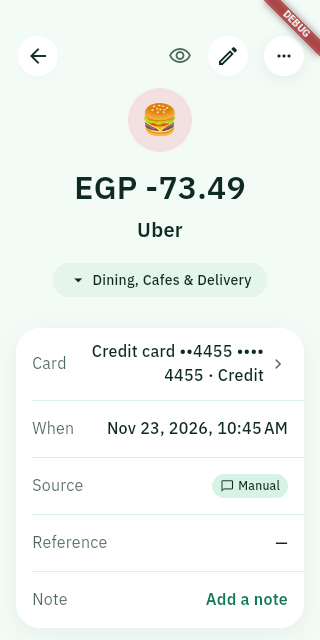 DEBUG
EGP -73.49
Uber
Dining, Cafes & Delivery
Card
Credit card ••4455 ••••
4455 · Credit
When
Nov 23, 2026, 10:45 AM
Source
Manual
Reference
—
Note
Add a note